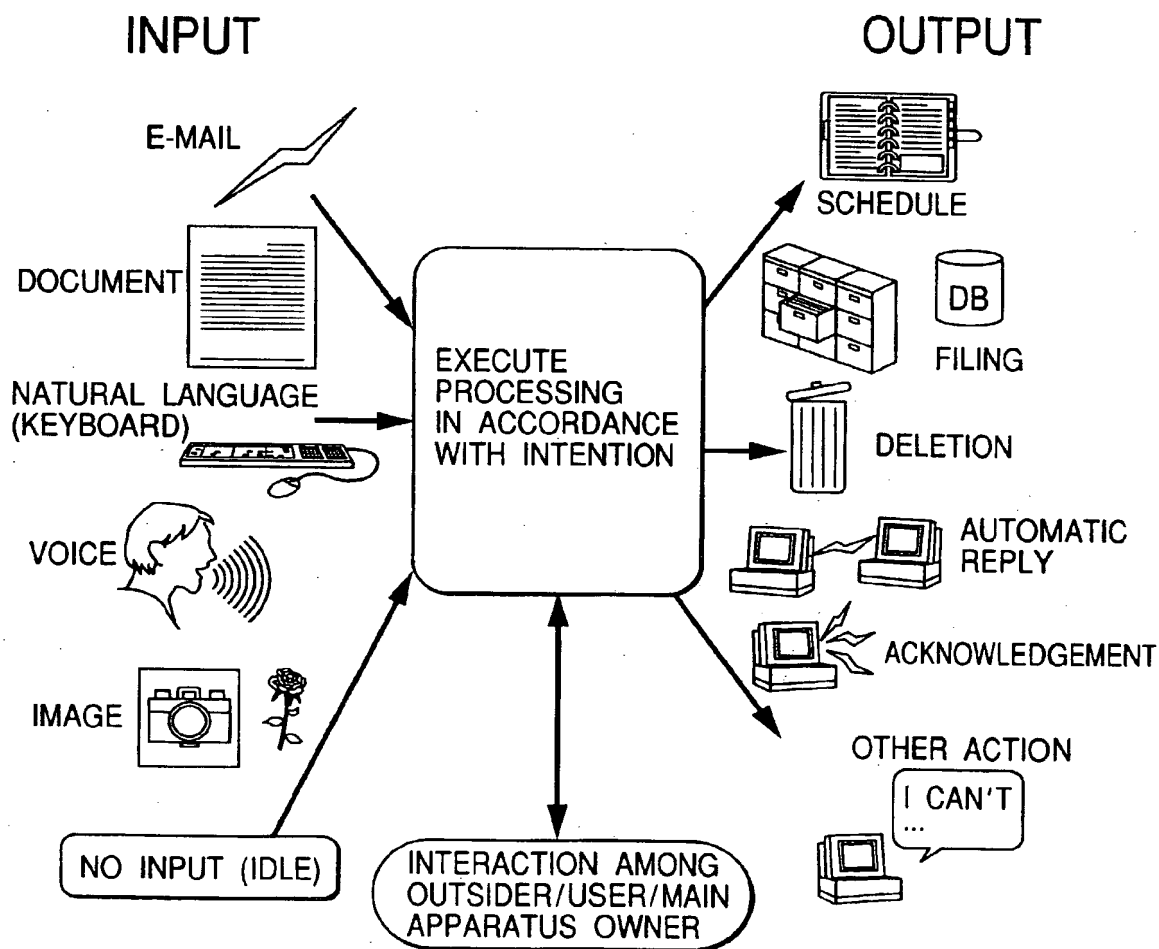 INPUT
OUTPUT
E-MAIL
DOCUMENT
NATURAL LANGUAGE
(KEYBOARD)
VOICE
IMAGE
NO INPUT (IDLE)
EXECUTE
PROCESSING
IN ACCORDANCE
WITH INTENTION
INTERACTION AMONG
OUTSIDER/USER/MAIN
APPARATUS OWNER
SCHEDULE
DB
FILING
DELETION
AUTOMATIC
REPLY
ACKNOWLEDGEMENT
OTHER ACTION
I CAN'T
...